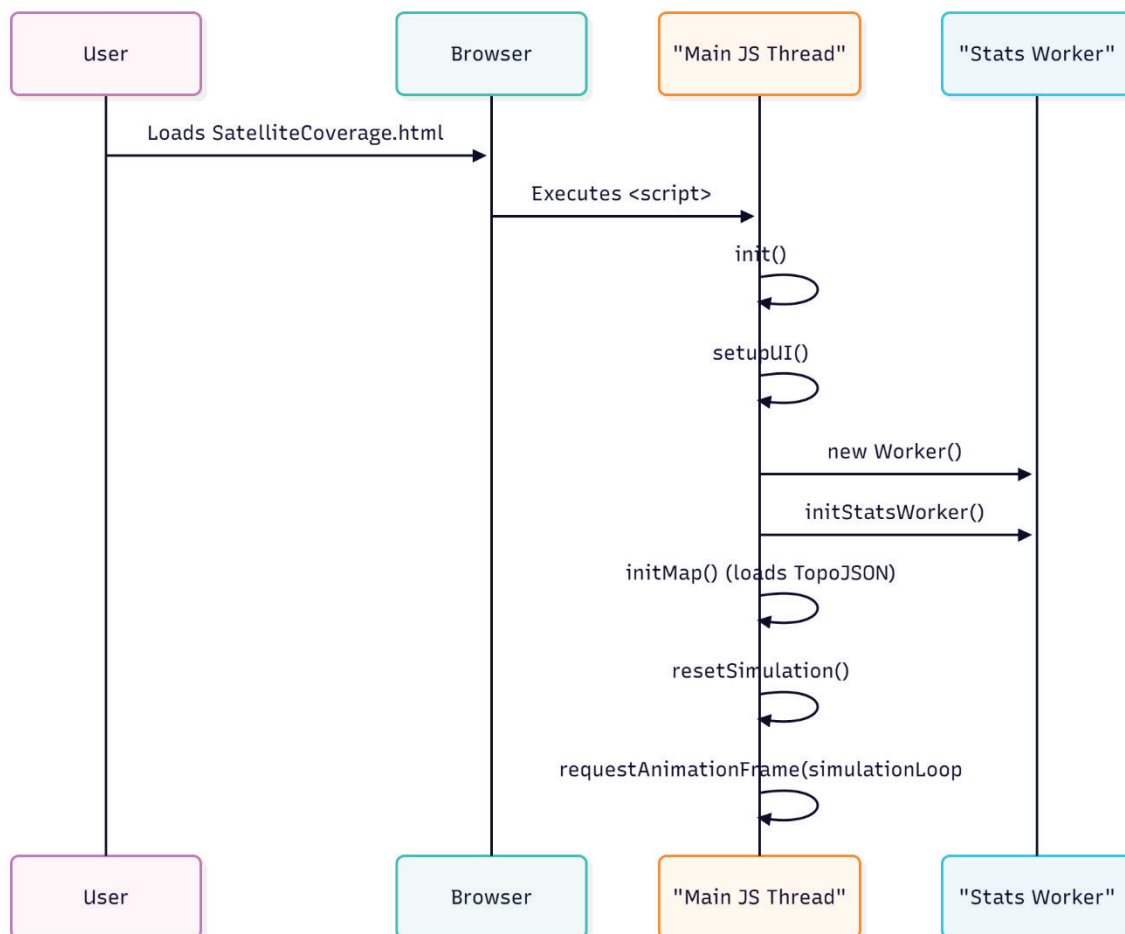 User
Browser
"Main JS Thread"
"Stats Worker"
Loads SatelliteCoverage.html
Executes <script>
init()
setupUI()
new Worker()
initStatsWorker()
initMap() (loads TopoJSON)
resetSimulation()
requestAnimationFrame(simulationLoop
User
Browser
"Main JS Thread"
"Stats Worker"